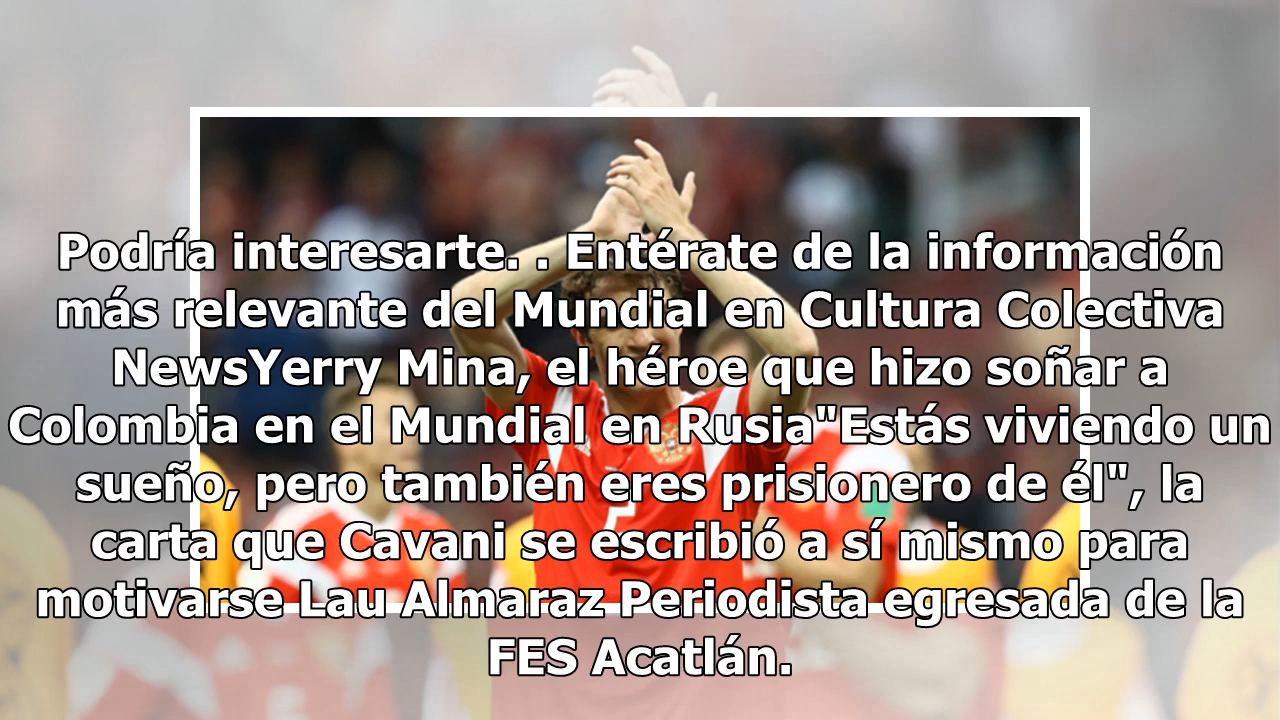 Podría interesarte. . Entérate de la información
más relevante del Mundial en Cultura Colectiva
NewsYerry Mina, el héroe que hizo soñar a
Colombia en el Mundial en Rusia"Estás viviendo un
sueño, pero también eres prisionero de él", la
carta que Cavani se escribió a sí mismo para
motivarse Lau Almaraz Periodista egresada de la
FES Acatlán.